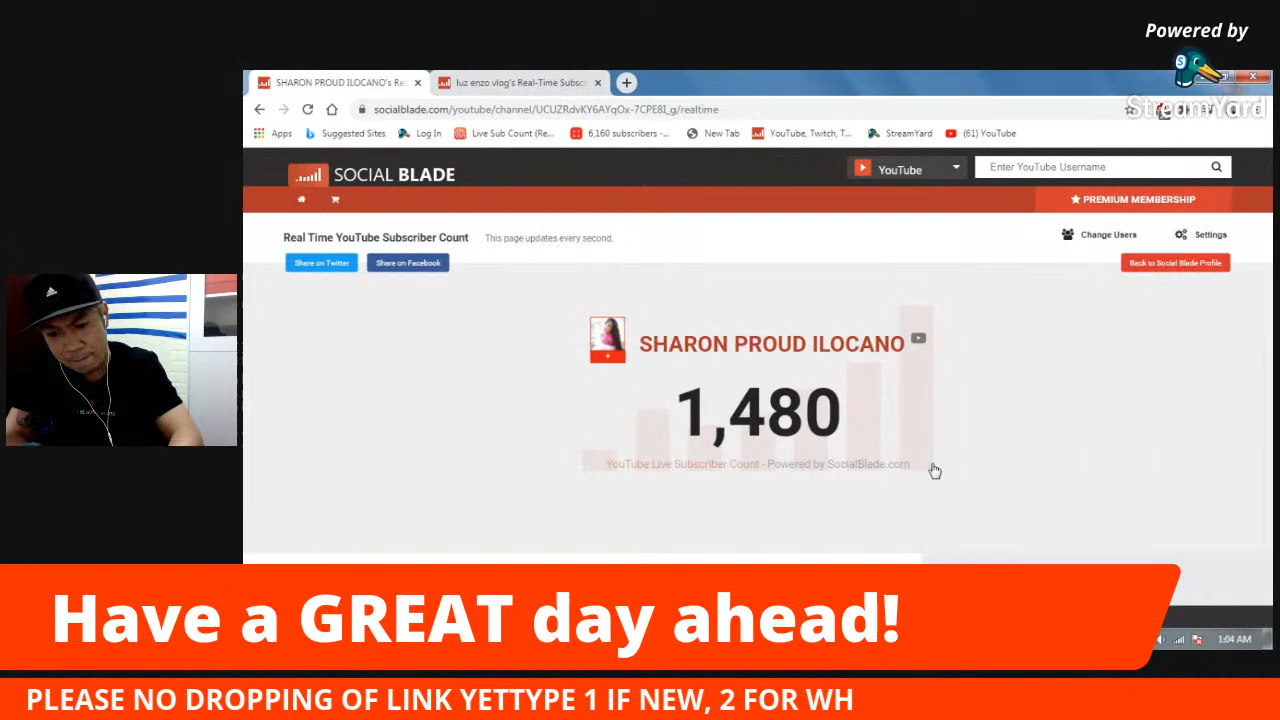 Powered by
StreamYard
SHARON PROUD ILOCANO's Re
luz enzo vlog's Real-Time Subsc
socialblade.com/youtube/channel/UCUZRdvKY6AYqOx-7CPE8I_g/realtime
Apps
Suggested Sites
Log In
Live Sub Count (Re...
6,160 subscribers -...
New Tab
YouTube, Twitch, T...
StreamYard
(61) YouTube
SOCIAL BLADE
YouTube
Enter YouTube Username
PREMIUM MEMBERSHIP
Real Time YouTube Subscriber Count
This page updates every second.
Change Users
Settings
Share on Twitter
Share on Facebook
Back to Social Blade Profile
SHARON PROUD ILOCANO
1,480
YouTube Live Subscriber Count - Powered by SocialBlade.com
Have a GREAT day ahead!
1:04 AM
PLEASE NO DROPPING OF LINK YETTYPE 1 IF NEW, 2 FOR WH